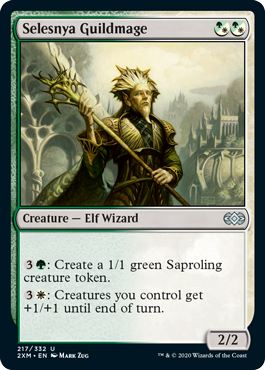 Selesnya Guildmage
Creature — Elf Wizard
3: Create a 1/1 green Saproling
creature token.
3: Creatures you control get
+1/+1 until end of turn.
2/2
217/332 U
2XM • EN Mark Zug
™ & © 2020 Wizards of the Coast